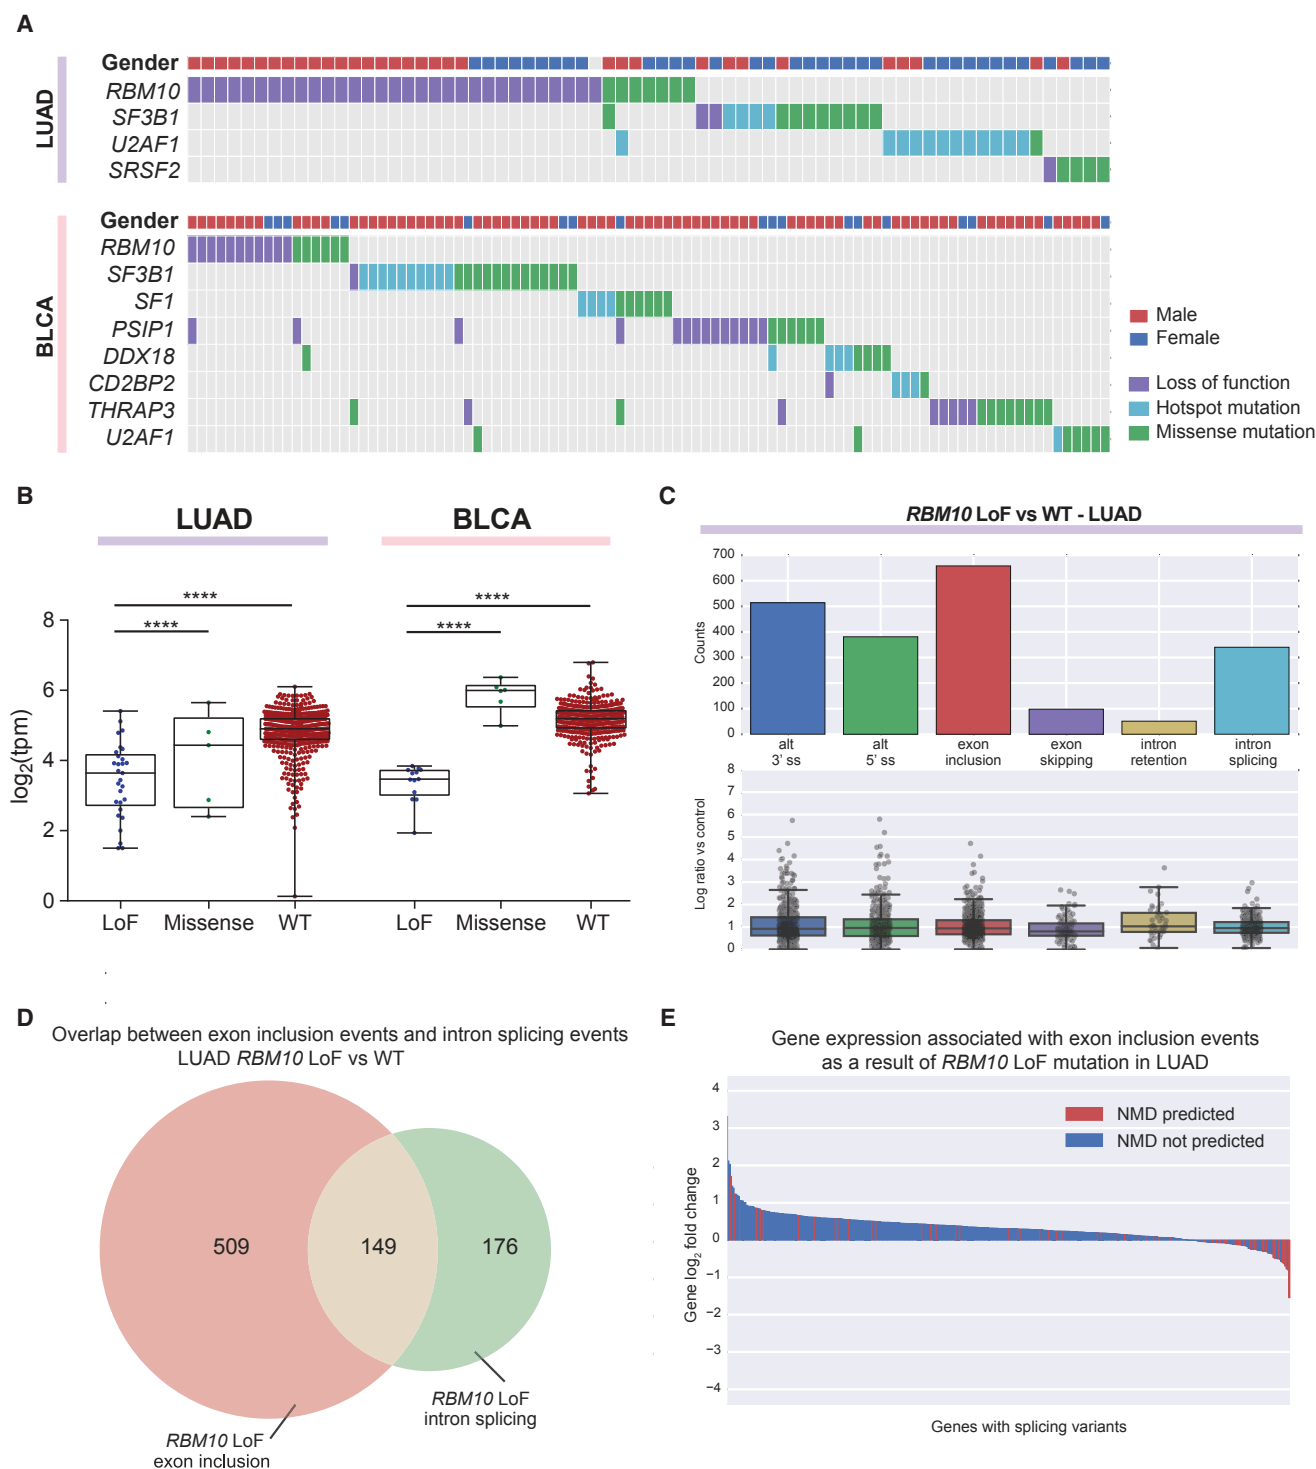 A
LUAD
Gender
RBM10
SF3B1
U2AF1
SRSF2
BLCA
Gender
RBM10
SF3B1
SF1
PSIP1
DDX18
CD2BP2
THRAP3
U2AF1
Male
Female
Loss of function
Hotspot mutation
Missense mutation
B
LUAD
BLCA
****
****
****
****
log2(tpm)
8
6
4
2
0
LoF
Missense
WT
LoF
Missense
WT
C
RBM10 LoF vs WT - LUAD
Counts
700
600
500
400
300
200
100
0
alt
3' ss
alt
5' ss
exon
inclusion
exon
skipping
intron
retention
intron
splicing
Log ratio vs control
8
7
6
5
4
3
2
1
0
D
Overlap between exon inclusion events and intron splicing events
LUAD RBM10 LoF vs WT
509
149
176
RBM10 LoF
intron splicing
RBM10 LoF
exon inclusion
E
Gene expression associated with exon inclusion events
as a result of RBM10 LoF mutation in LUAD
NMD predicted
NMD not predicted
Gene log2 fold change
4
3
2
1
0
−1
−2
−3
−4
Genes with splicing variants